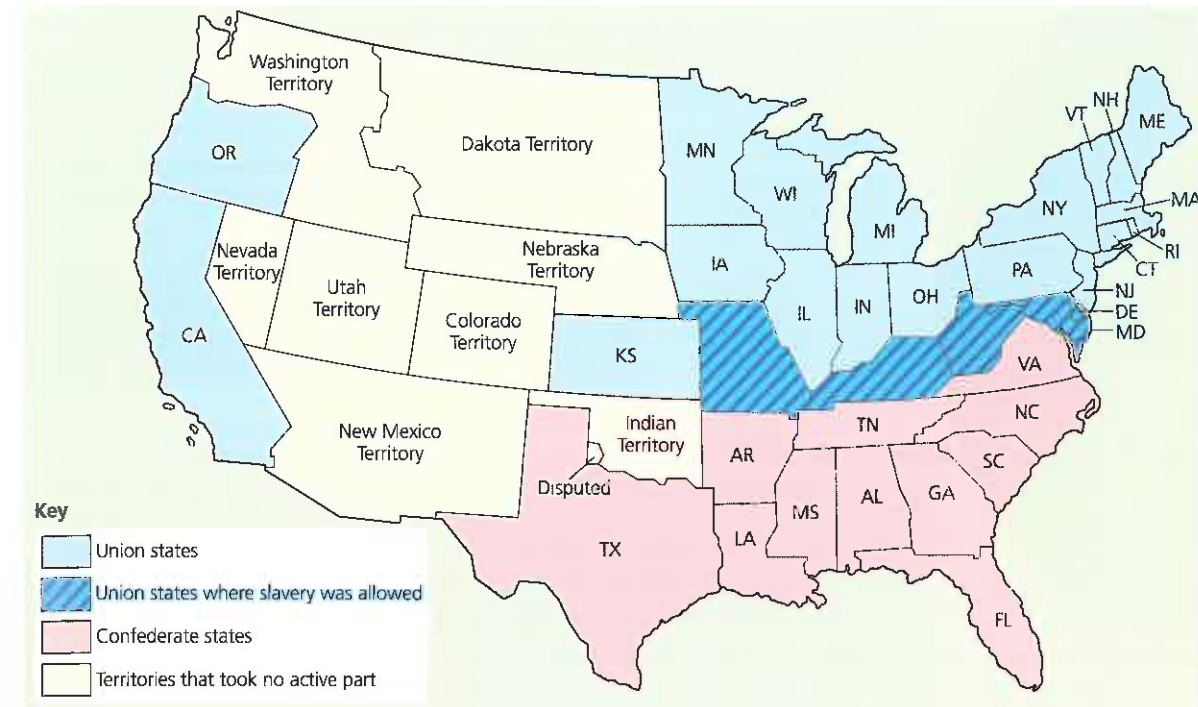 Washington
Territory
OR
Dakota Territory
MN
WI
MI
VT
NH
ME
MA
NY
RI
CT
PA
NJ
DE
MD
Nevada
Territory
Utah
Territory
Nebraska
Territory
IA
IL
IN
OH
CA
Colorado
Territory
KS
VA
New Mexico
Territory
Indian
Territory
Disputed
TN
NC
AR
SC
MS
AL
GA
LA
TX
FL
Key
Union states
Union states where slavery was allowed
Confederate states
Territories that took no active part